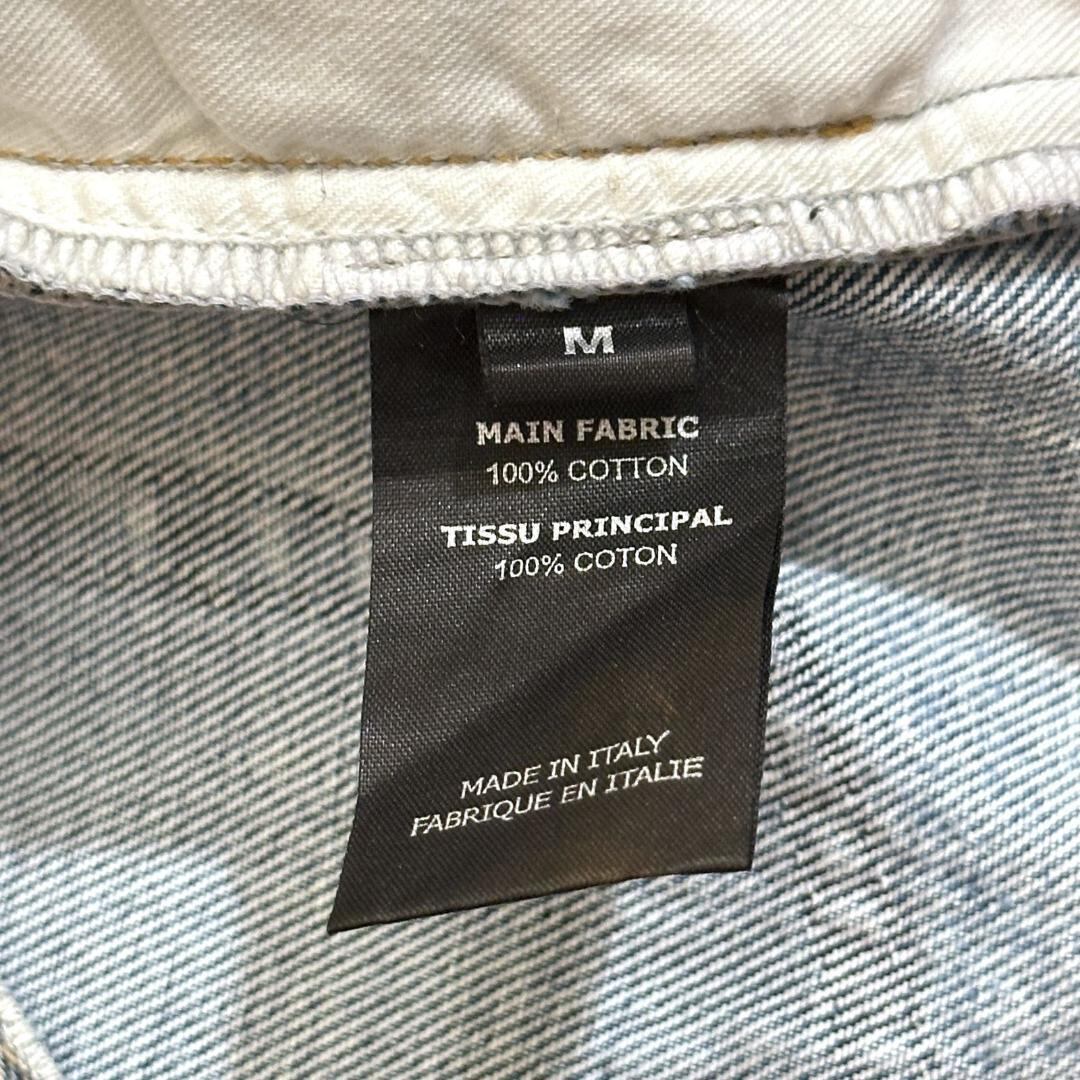 M
MAIN FABRIC
100% COTTON
TISSU PRINCIPAL
100% COTON
MADE IN ITALY
FABRIQUE EN ITALIE